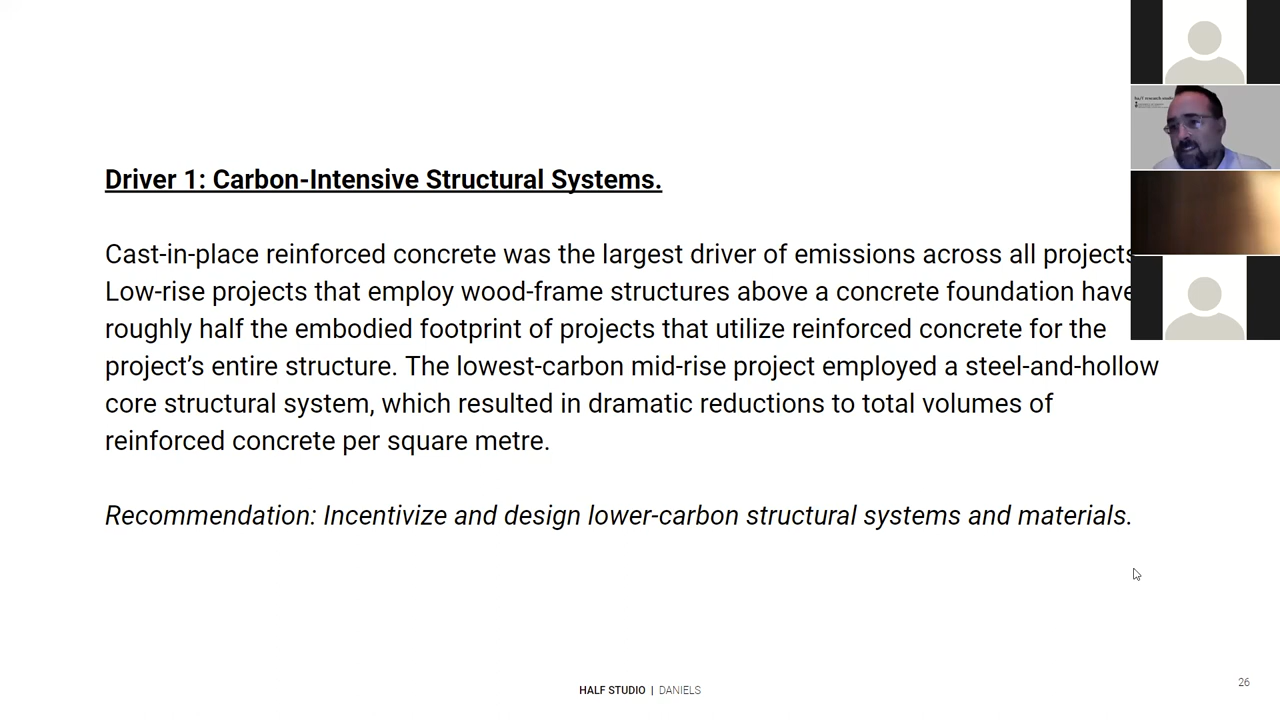 Driver 1: Carbon-Intensive Structural Systems.
Cast-in-place reinforced concrete was the largest driver of emissions across all projects
Low-rise projects that employ wood-frame structures above a concrete foundation have
roughly half the embodied footprint of projects that utilize reinforced concrete for the
project’s entire structure. The lowest-carbon mid-rise project employed a steel-and-hollow
core structural system, which resulted in dramatic reductions to total volumes of
reinforced concrete per square metre.
Recommendation: Incentivize and design lower-carbon structural systems and materials.
HALF STUDIO | DANIELS
26